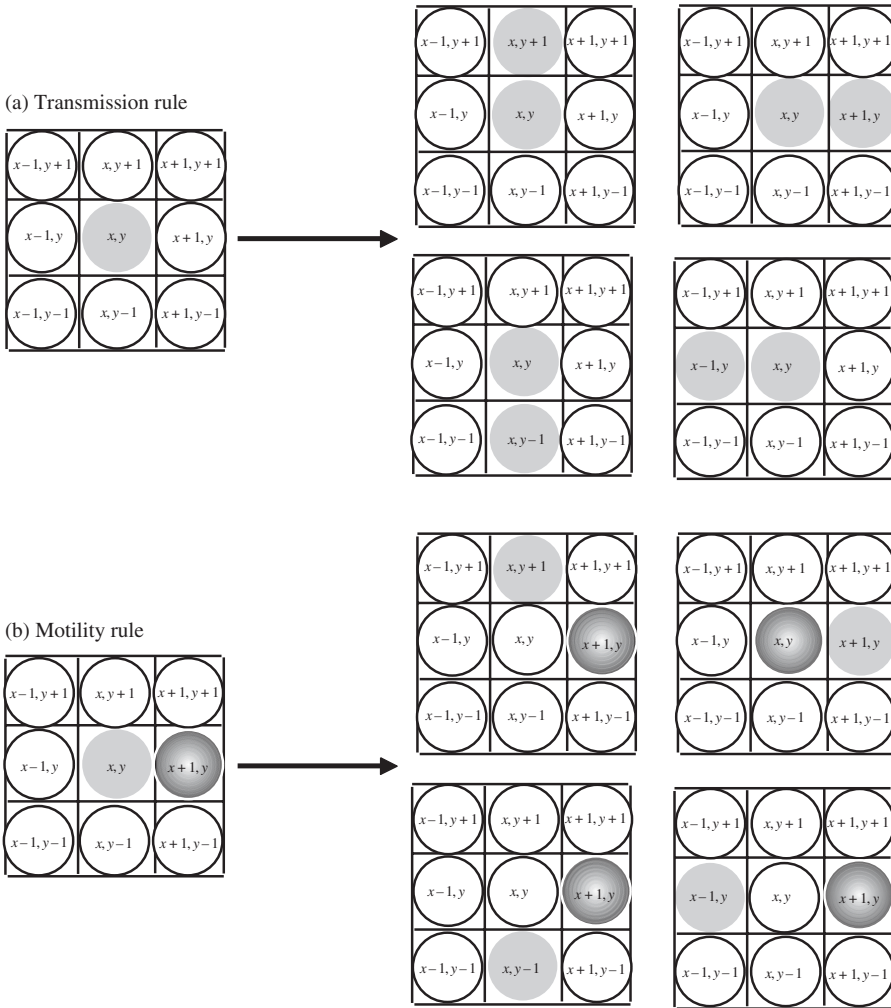 (a) Transmission rule
x−1, y+1 x, y+1 x+1, y+1
x−1, y x, y x+1, y
x−1, y−1 x, y−1 x+1, y−1
x−1, y+1 x, y+1 x+1, y+1
x−1, y x, y x+1, y
x−1, y−1 x, y−1 x+1, y−1
x−1, y+1 x, y+1 x+1, y+1
x−1, y x, y x+1, y
x−1, y−1 x, y−1 x+1, y−1
x−1, y+1 x, y+1 x+1, y+1
x−1, y x, y x+1, y
x−1, y−1 x, y−1 x+1, y−1
x−1, y+1 x, y+1 x+1, y+1
x−1, y x, y x+1, y
x−1, y−1 x, y−1 x+1, y−1
(b) Motility rule
x−1, y+1 x, y+1 x+1, y+1
x−1, y x, y x+1, y
x−1, y−1 x, y−1 x+1, y−1
x−1, y+1 x, y+1 x+1, y+1
x−1, y x, y x+1, y
x−1, y−1 x, y−1 x+1, y−1
x−1, y+1 x, y+1 x+1, y+1
x−1, y x, y x+1, y
x−1, y−1 x, y−1 x+1, y−1
x−1, y+1 x, y+1 x+1, y+1
x−1, y x, y x+1, y
x−1, y−1 x, y−1 x+1, y−1
x−1, y+1 x, y+1 x+1, y+1
x−1, y x, y x+1, y
x−1, y−1 x, y−1 x+1, y−1